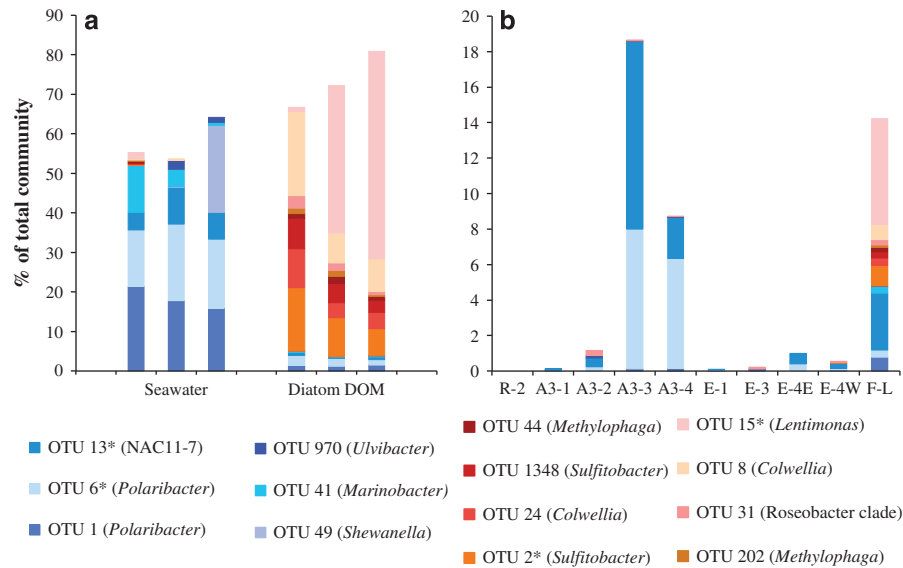 a
b
% of total community
90
80
70
60
50
40
30
20
10
0
Seawater
Diatom DOM
20
18
16
14
12
10
8
6
4
2
0
R-2 A3-1 A3-2 A3-3 A3-4 E-1 E-3 E-4E E-4W F-L
OTU 13* (NAC11-7)
OTU 6* (Polaribacter)
OTU 1 (Polaribacter)
OTU 970 (Ulvibacter)
OTU 41 (Marinobacter)
OTU 49 (Shewanella)
OTU 44 (Methylophaga)
OTU 1348 (Sulfitobacter)
OTU 24 (Colwellia)
OTU 2* (Sulfitobacter)
OTU 15* (Lentimonas)
OTU 8 (Colwellia)
OTU 31 (Roseobacter clade)
OTU 202 (Methylophaga)